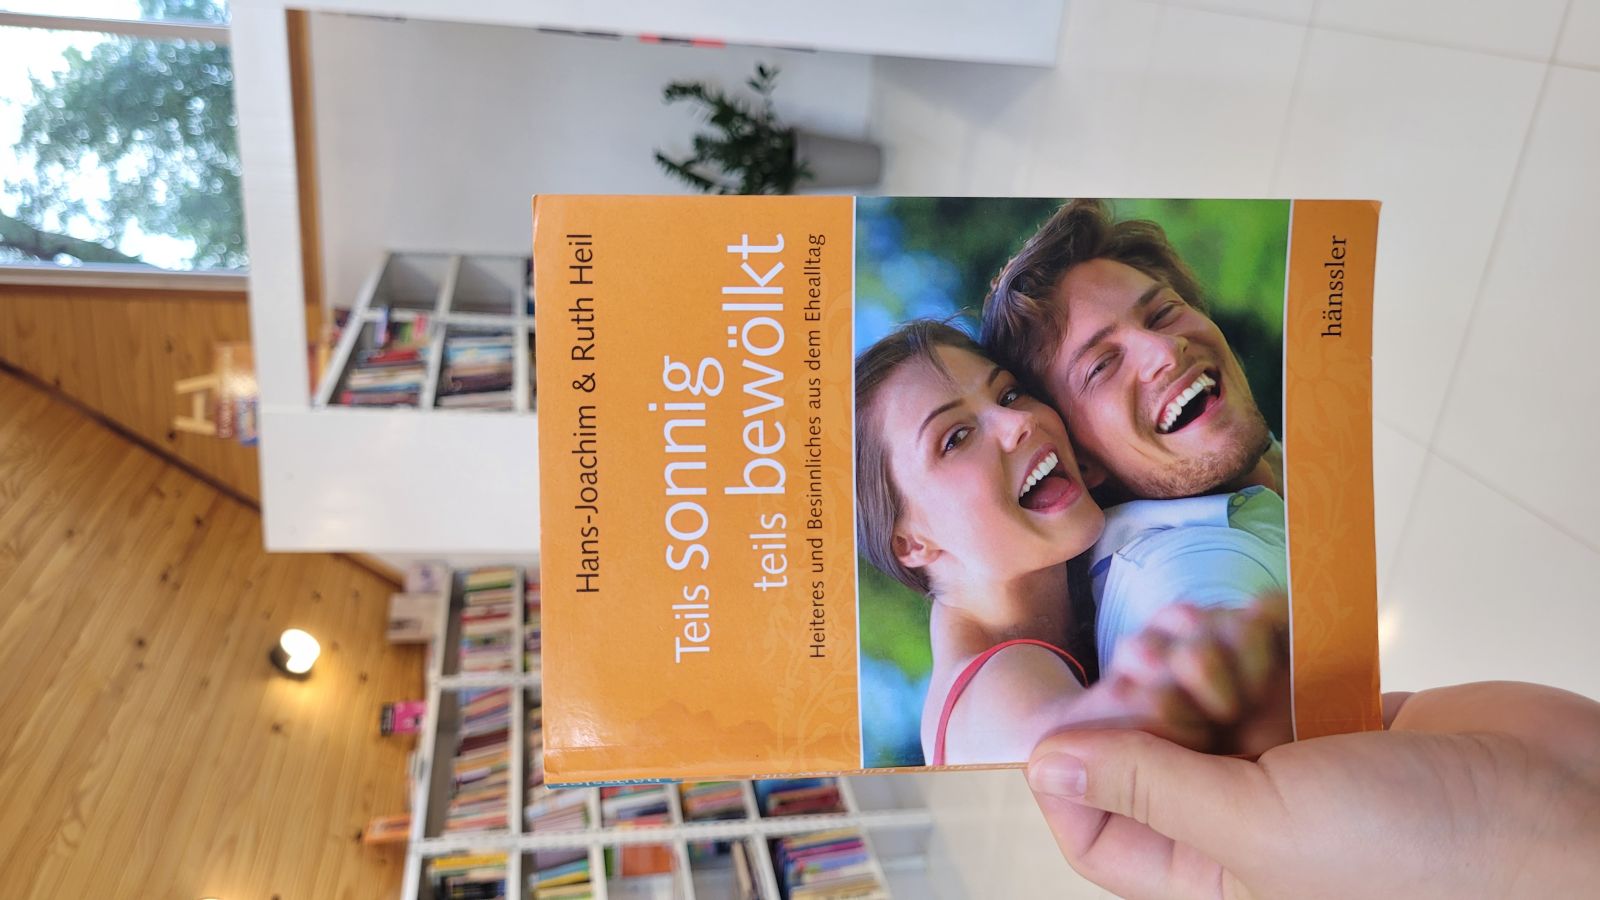 Hans-Joachim & Ruth Heil
Teils sonnig
teils bewölkt
Heiteres und Besinnliches aus dem Ehealltag
hänssler